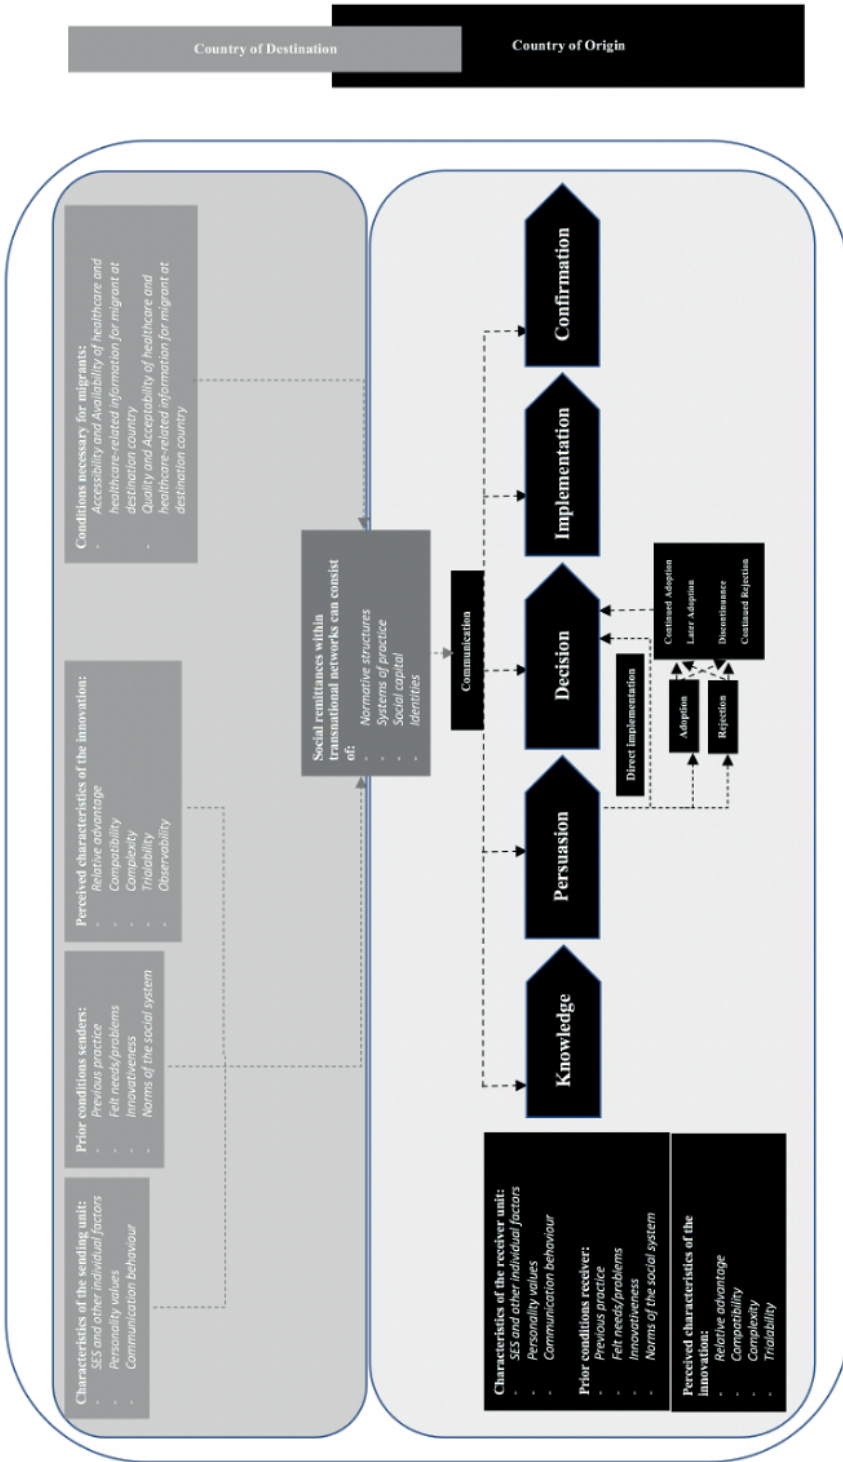 Country of Destination
Country of Origin
Characteristics of the sending unit:
- SES and other individual factors
- Personality values
- Communication behaviour
Prior conditions senders:
- Previous practice
- Felt needs/problems
- Innovativeness
- Norms of the social system
Perceived characteristics of the innovation:
- Relative advantage
- Compatibility
- Complexity
- Trialability
- Observability
Conditions necessary for migrants:
- Accessibility and Availability of healthcare and
healthcare-related information for migrant at
destination country
- Quality and Acceptability of healthcare and
healthcare-related information for migrant at
destination country
Social remittances within
transnational networks can consist
of:
- Normative structures
- Systems of practice
- Social capital
- Identities
Communication
Characteristics of the receiver unit:
- SES and other individual factors
- Personality values
- Communication behaviour
Prior conditions receiver:
- Previous practice
- Felt needs/problems
- Innovativeness
- Norms of the social system
Perceived characteristics of the
innovation:
- Relative advantage
- Compatibility
- Complexity
- Trialability
Knowledge
Persuasion
Decision
Implementation
Confirmation
Direct implementation
Adoption
Rejection
Continued Adoption
Later Adoption
Discontinuance
Continued Rejection